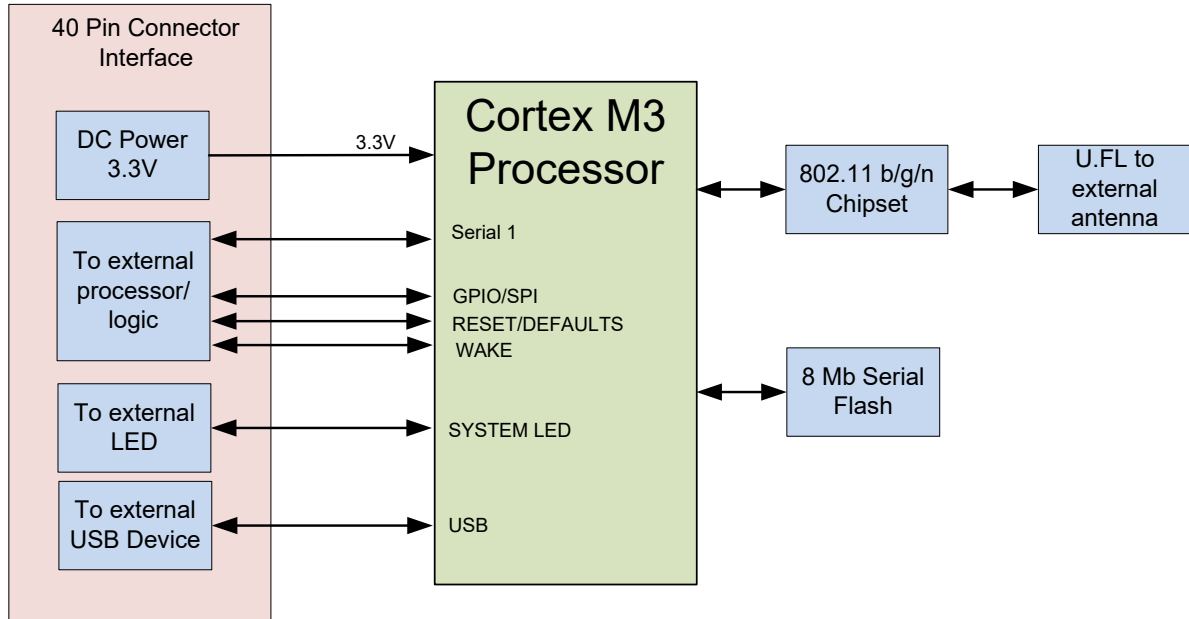 40 Pin Connector
Interface
DC Power
3.3V
3.3V
Cortex M3
Processor
To external
processor/
logic
Serial 1
GPIO/SPI
RESET/DEFAULTS
WAKE
To external
LED
SYSTEM LED
To external
USB Device
USB
802.11 b/g/n
Chipset
U.FL to
external
antenna
8 Mb Serial
Flash